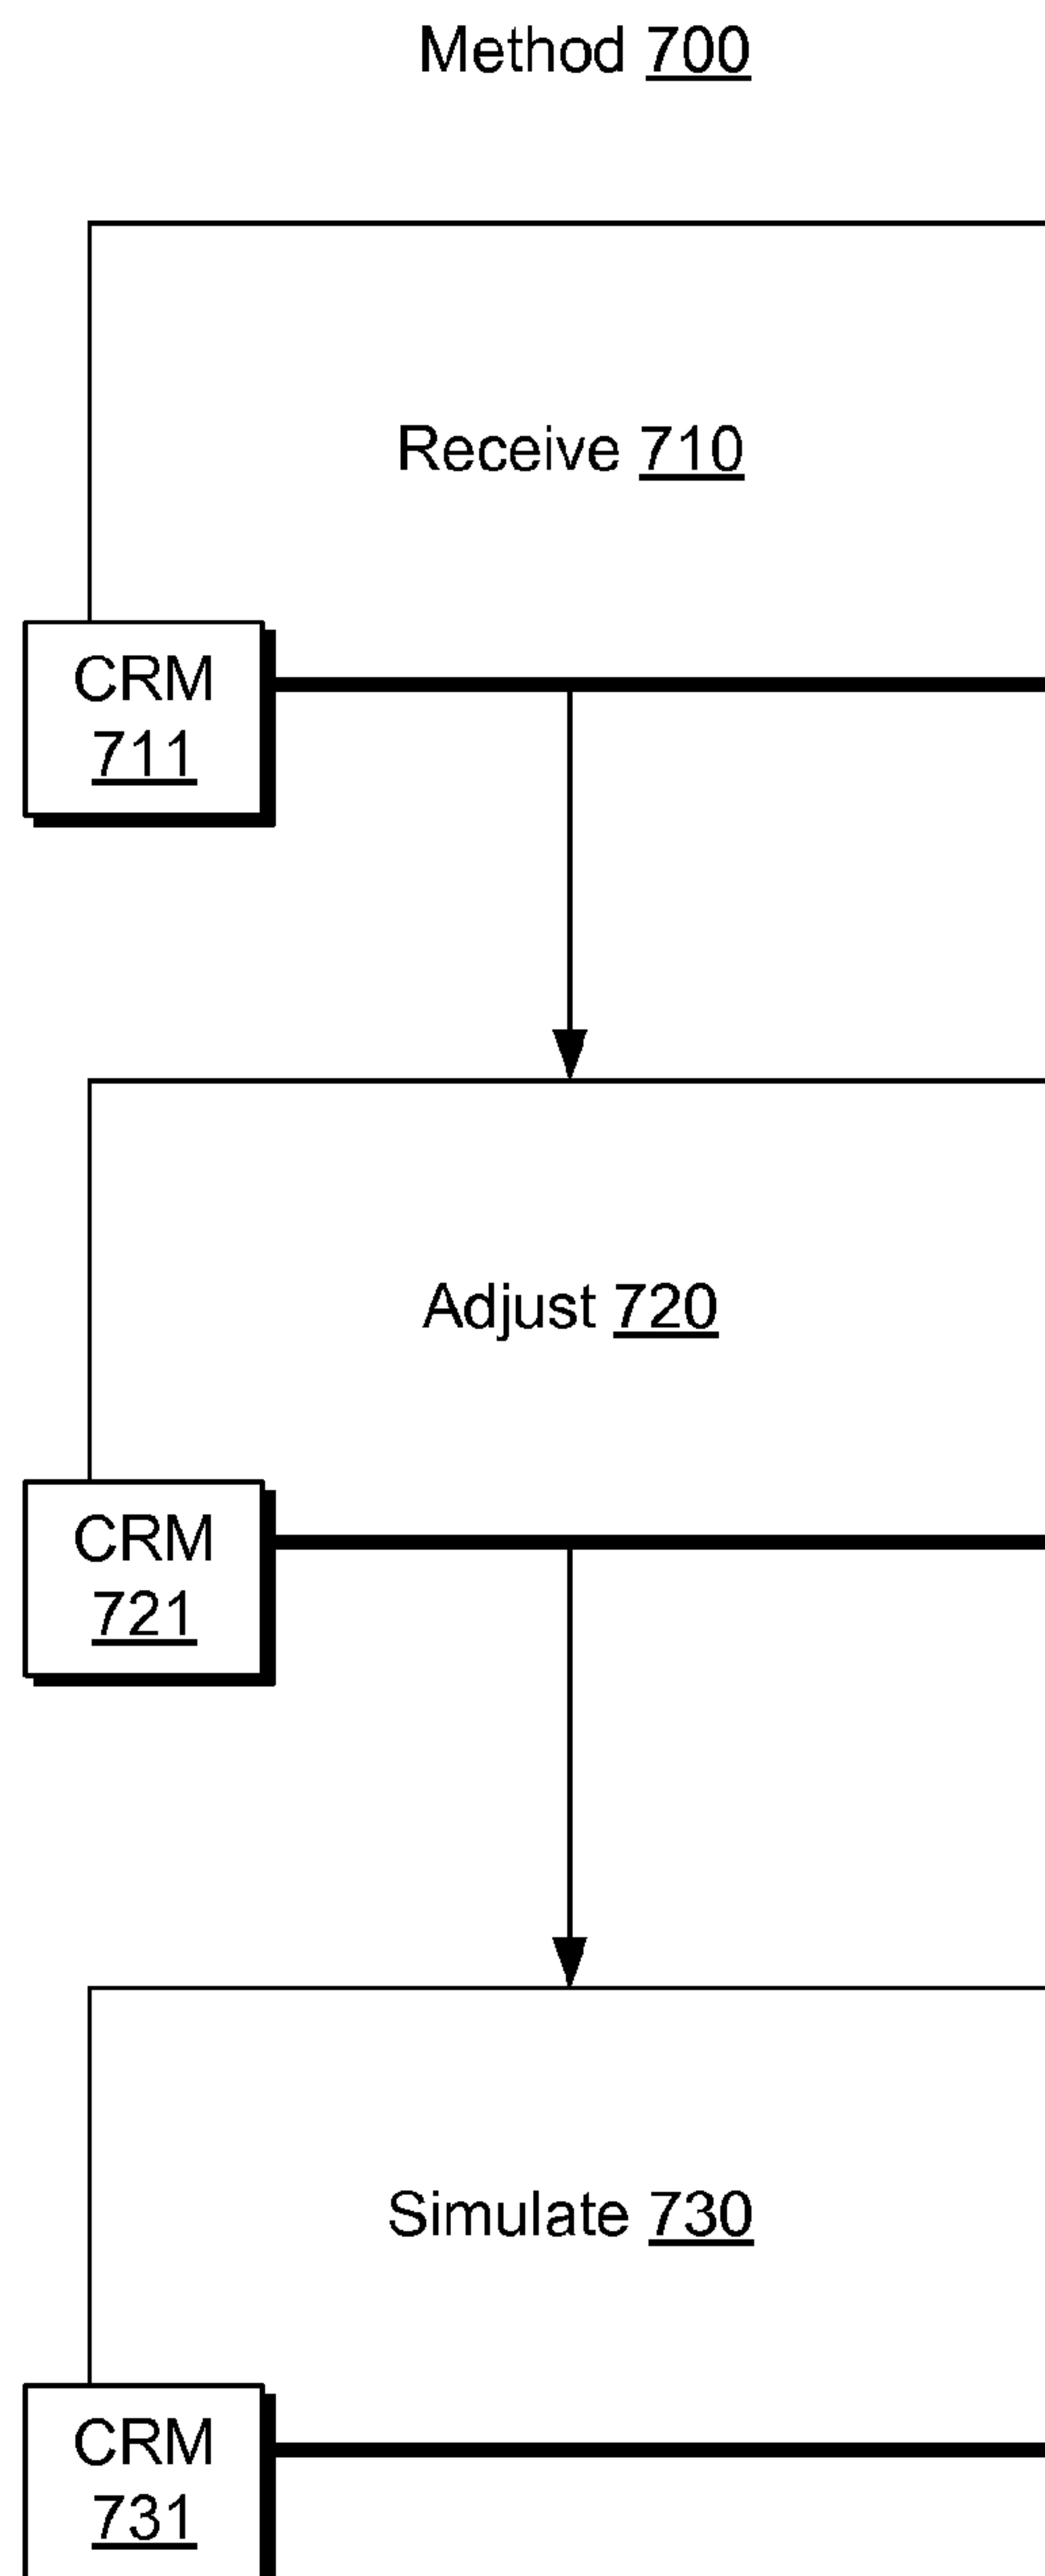 Method 700
Receive 710
CRM
711
Adjust 720
CRM
721
Simulate 730
CRM
731